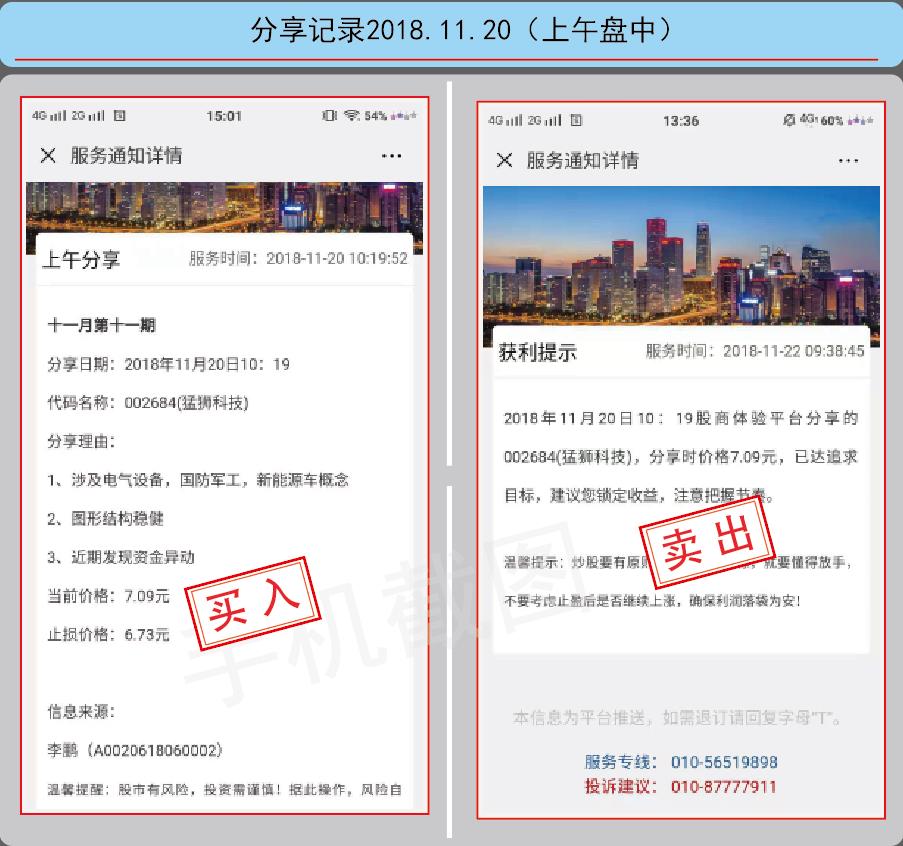 分享记录2018.11.20（上午盘中）
4G 2G 15:01 54%
服务通知详情
上午分享 服务时间：2018-11-20 10:19:52
十一月第十一期
分享日期：2018年11月20日10：19
代码名称：002684(猛狮科技)
分享理由：
1、涉及电气设备，国防军工，新能源车概念
2、图形结构稳健
3、近期发现资金异动
当前价格：7.09元
止损价格：6.73元
买入
信息来源：
李鹏（A0020618060002）
温馨提醒：股市有风险，投资需谨慎！据此操作，风险自
4G 2G 13:36 4G 60%
服务通知详情
获利提示 服务时间：2018-11-22 09:38:45
2018年11月20日10：19股商体验平台分享的
002684(猛狮科技)，分享时价格7.09元，已达追求
目标，建议您锁定收益，注意把握节奏。
卖出
温馨提示：炒股要有原则 就要懂得放手，
不要考虑止盈后是否继续上涨，确保利润落袋为安！
本信息为平台推送，如需退订请回复字母"T"。
服务专线： 010-56519898
投诉建议： 010-87777911
手机截图